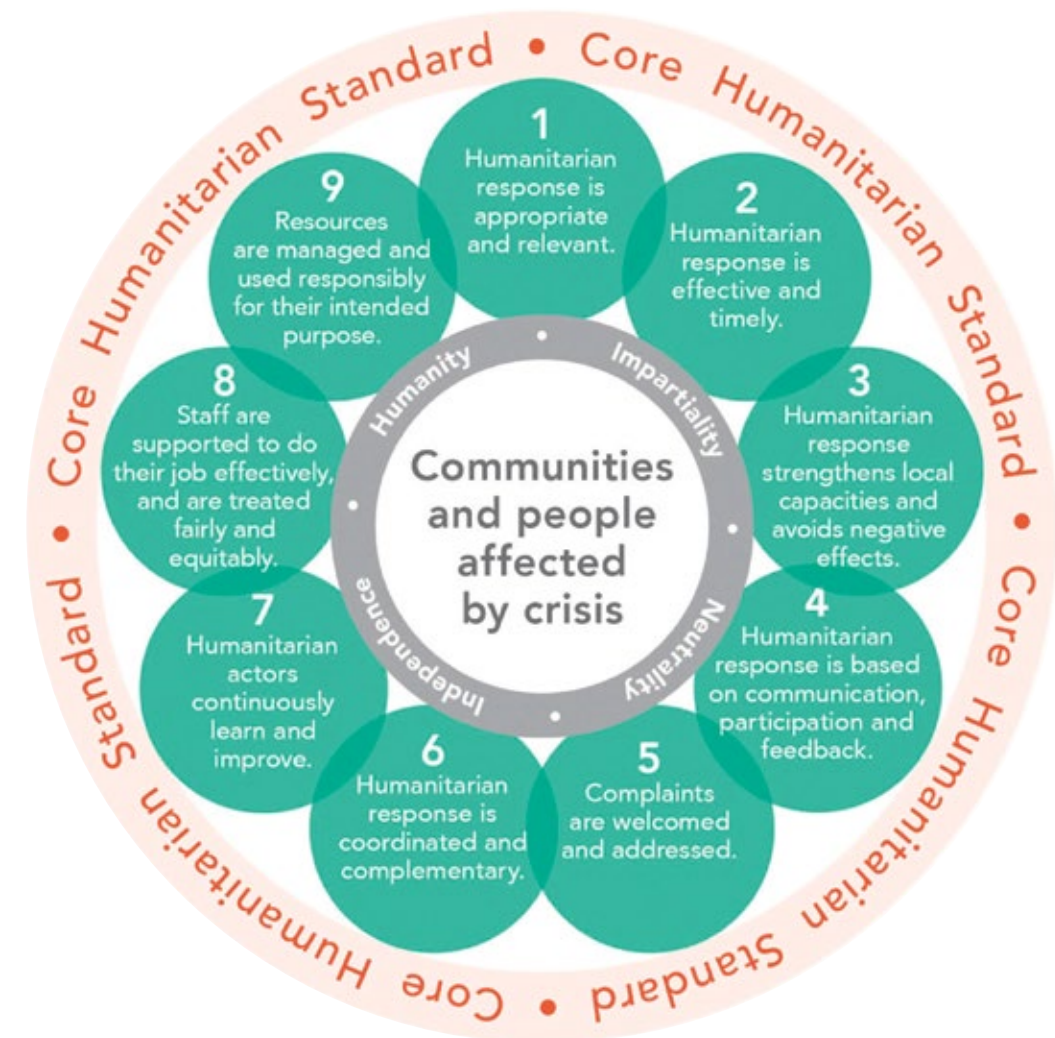 Core Humanitarian Standard • Core Humanitarian Standard • Core Humanitarian Standard • Core Humanitarian Standard •
1
Humanitarian
response is
appropriate
and relevant.
2
Humanitarian
response is
effective and
timely.
3
Humanitarian
response
strengthens local
capacities and
avoids negative
effects.
4
Humanitarian
response is based
on communication,
participation and
feedback.
5
Complaints
are welcomed
and addressed.
6
Humanitarian
response is
coordinated and
complementary.
7
Humanitarian
actors
continuously
learn and
improve.
8
Staff are
supported to do
their job effectively,
and are treated
fairly and
equitably.
9
Resources
are managed and
used responsibly
for their intended
purpose.
Humanity • Impartiality • Neutrality • Independence •
Communities
and people
affected
by crisis